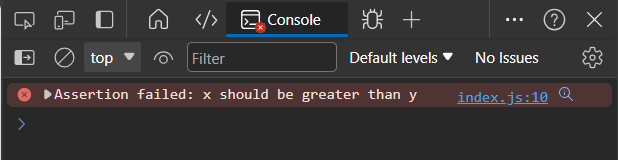 Console
top Filter Default levels No Issues
Assertion failed: x should be greater than y index.js:10